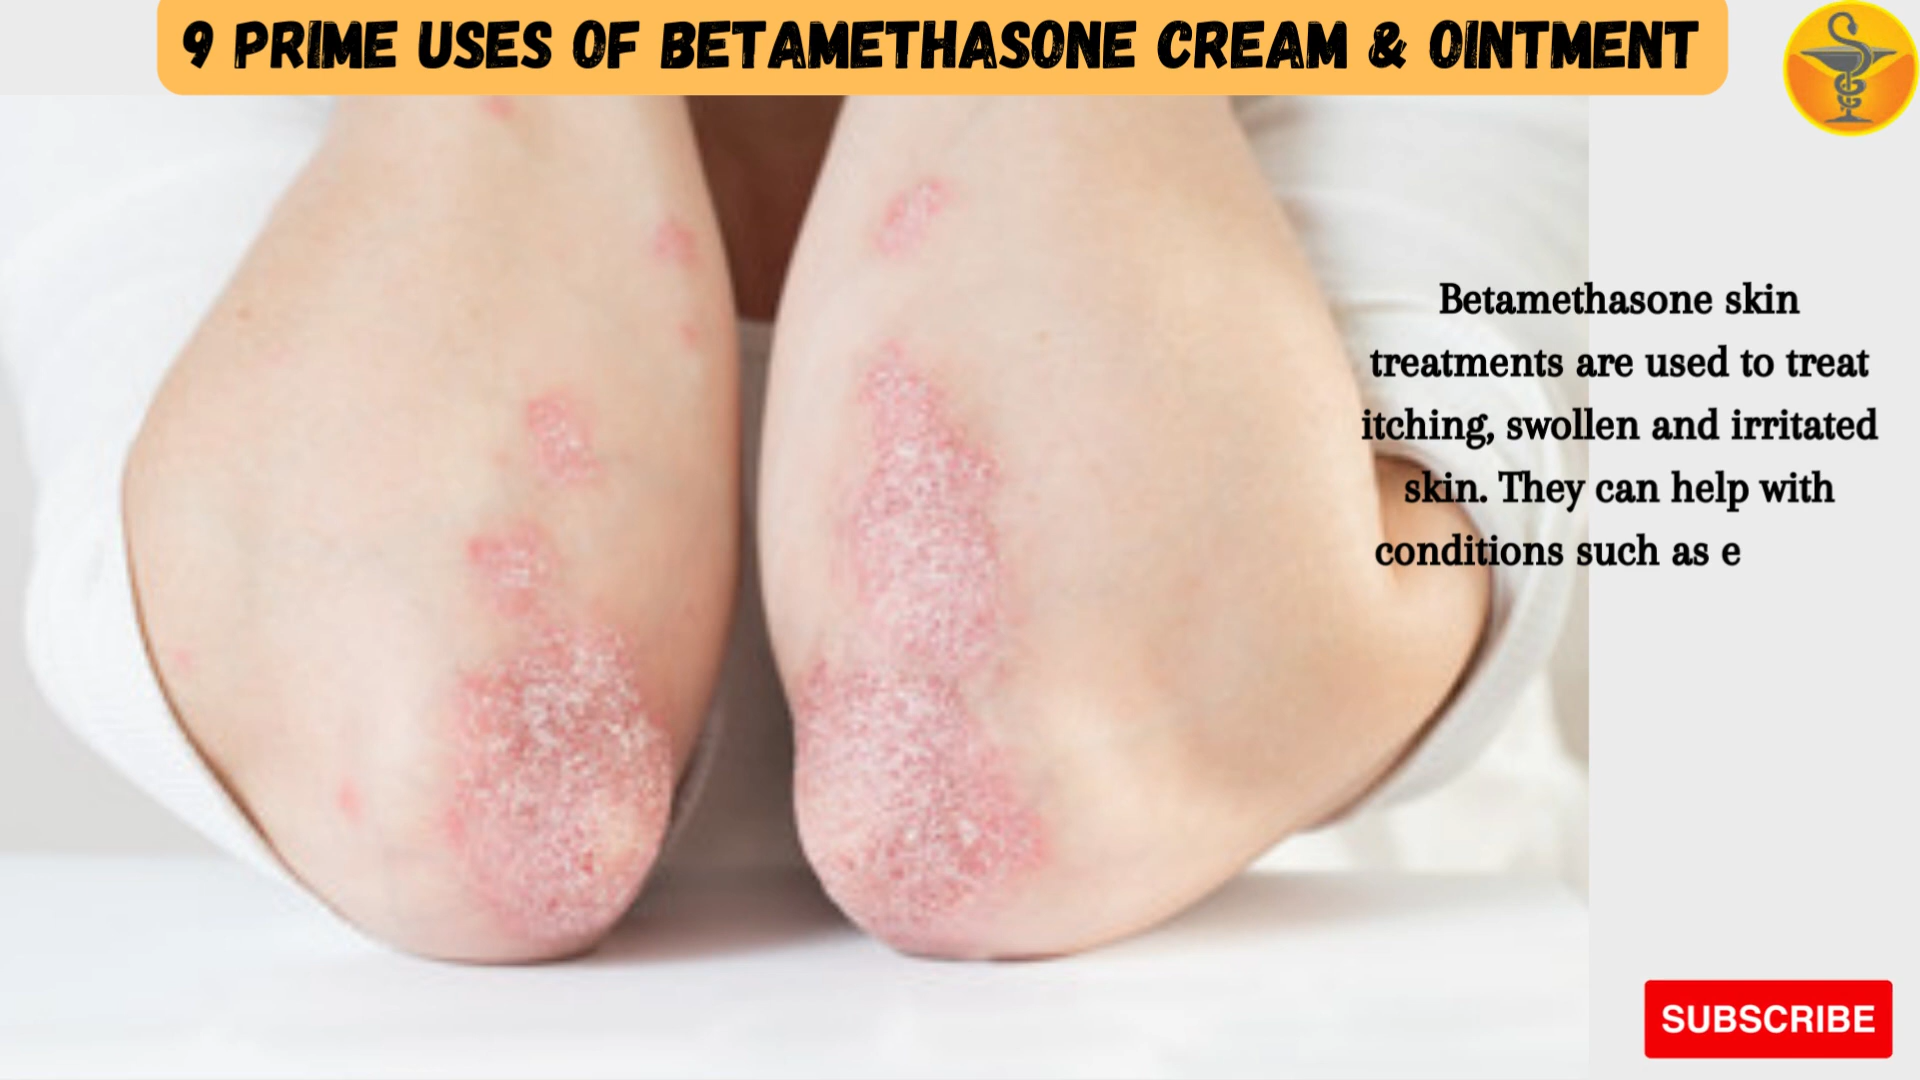 9 PRIME USES OF BETAMETHASONE CREAM & OINTMENT
Betamethasone skin
treatments are used to treat
itching, swollen and irritated
skin. They can help with
conditions such as e
SUBSCRIBE